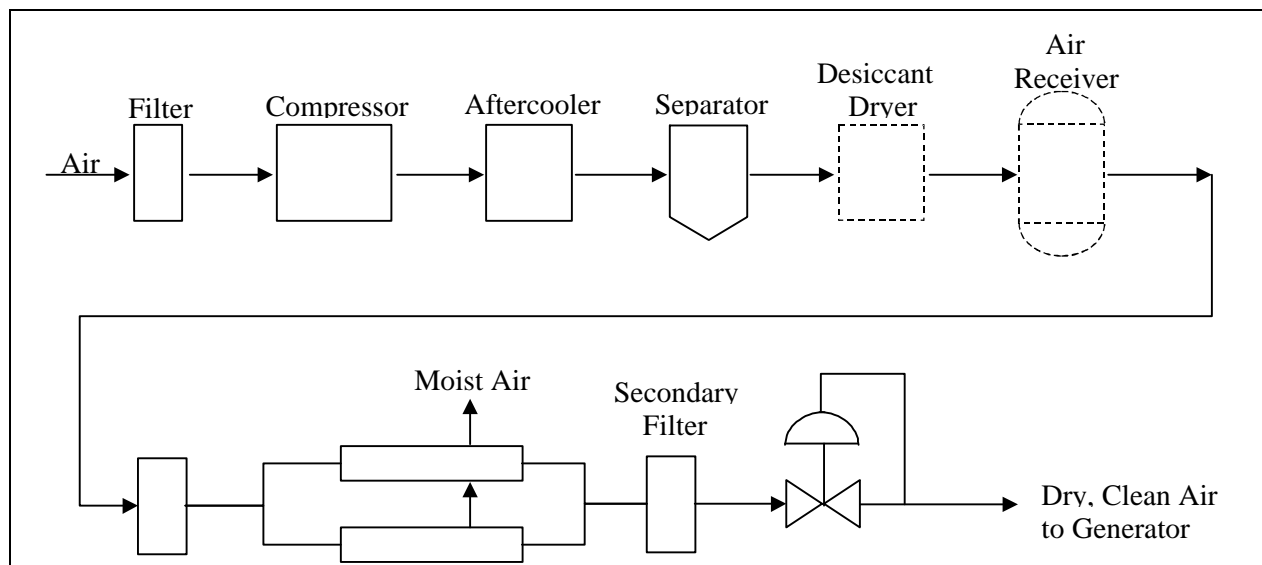 Air
Filter
Compressor
Aftercooler
Separator
Desiccant
Dryer
Air
Receiver
Moist Air
Secondary
Filter
Dry, Clean Air
to Generator